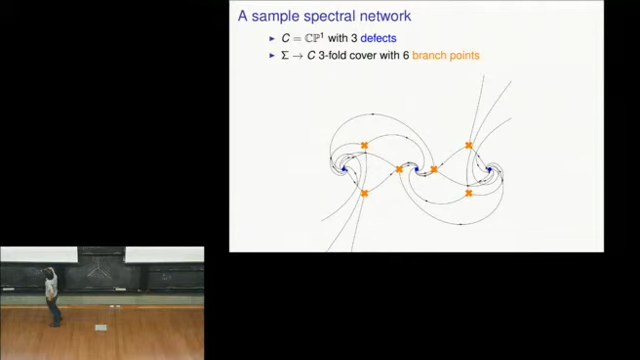 A sample spectral network
► C = ℂℙ¹ with 3 defects
► Σ → C 3-fold cover with 6 branch points